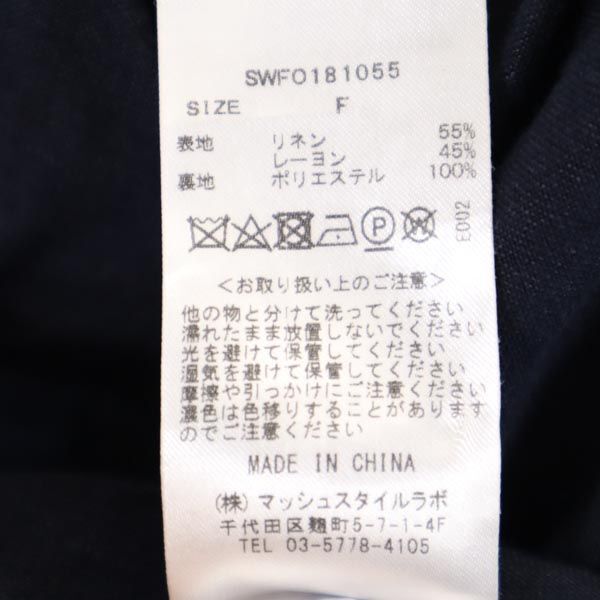 SWFO181055
SIZE F
表地 リネン 55%
レーヨン 45%
裏地 ポリエステル 100%
P W E002
<お取り扱い上のご注意>
他の物と分けて洗ってください
濡れたまま放置しないでください
光を避けて保管してください
湿気を避けて保管してください
摩擦や引っかけにご注意ください
濃色は色移りすることがあります
のでご注意ください
MADE IN CHINA
(株) マッシュスタイルラボ
千代田区麹町5-7-1-4F
TEL 03-5778-4105